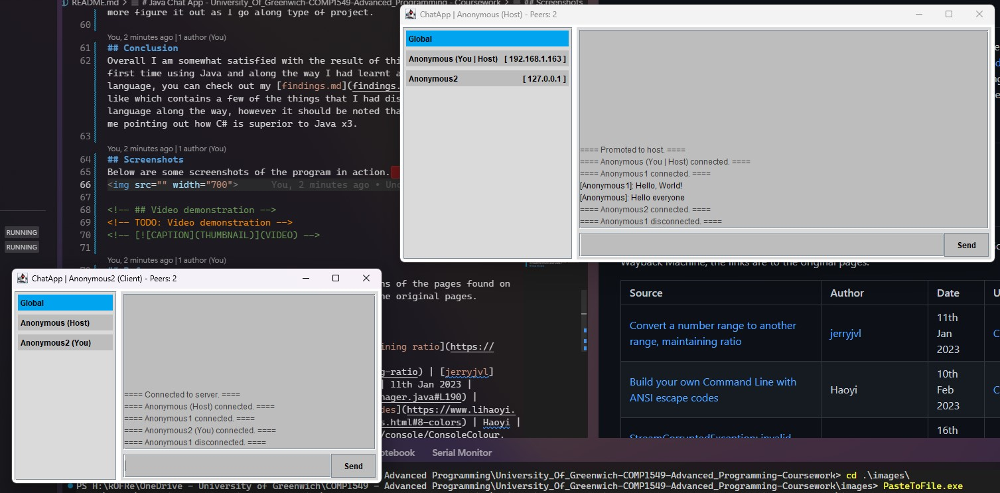 README.md > # Java Chat App - University_Of_Greenwich-COMP1549-Advanced_Programming - Coursework > ## Screenshots
more figure it out as I go along type of project.
60
You, 2 minutes ago | 1 author (You)
61 ## Conclusion
62 Overall I am somewhat satisfied with the result of thi
first time using Java and along the way I had learnt a
language, you can check out my [findings.md](findings.
like which contains a few of the things that I had dis
language along the way, however it should be noted tha
me pointing out how C# is superior to Java x3.
63
You, 2 minutes ago | 1 author (You)
64 ## Screenshots
65 Below are some screenshots of the program in action.
66 <img src="" width="700"> You, 2 minutes ago • Unc
67
68 <!-- ## Video demonstration -->
69 <!-- TODO: Video demonstration -->
70 <!-- [![CAPTION](THUMBNAIL)](VIDEO) -->
71
You, 2 minutes ago | 1 author (You)
RUNNING
RUNNING
ChatApp | Anonymous (Host) - Peers: 2
Global
Anonymous (You | Host) [ 192.168.1.163 ]
Anonymous2 [ 127.0.0.1 ]
==== Promoted to host. ====
==== Anonymous (You | Host) connected. ====
==== Anonymous1 connected. ====
[Anonymous1]: Hello, World!
[Anonymous]: Hello everyone
==== Anonymous2 connected. ====
==== Anonymous1 disconnected. ====
Send
ChatApp | Anonymous2 (Client) - Peers: 2
Global
Anonymous (Host)
Anonymous2 (You)
==== Connected to server. ====
==== Anonymous (Host) connected. ====
==== Anonymous1 connected. ====
==== Anonymous2 (You) connected. ====
==== Anonymous1 disconnected. ====
Send
ns of the pages found on
he original pages.
ining ratio](https://
g-ratio) | [jerryjvl]
| 11th Jan 2023 |
nager.java#L190) |
des](https://www.lihaoyi.
s.html#8-colors) | Haoyi |
/console/ConsoleColour.
Wayback Machine, the links are to the original pages.
Source Author Date
Convert a number range to another range, maintaining ratio
jerryjvl
11th
Jan
2023
Build your own Command Line with
ANSI escape codes
Haoyi
10th
Feb
2023
StreamCorruptedException: invalid
16th
otebook Serial Monitor
Advanced Programming\University_Of_Greenwich-COMP1549-Advanced_Programming-Coursework> cd .\images\
PS H:\ROFRe\OneDrive - University of Greenwich\COMP1549 - Advanced Programming\University_Of_Greenwich-COMP1549-Advanced_Programming-Coursework\images> PasteToFile.exe